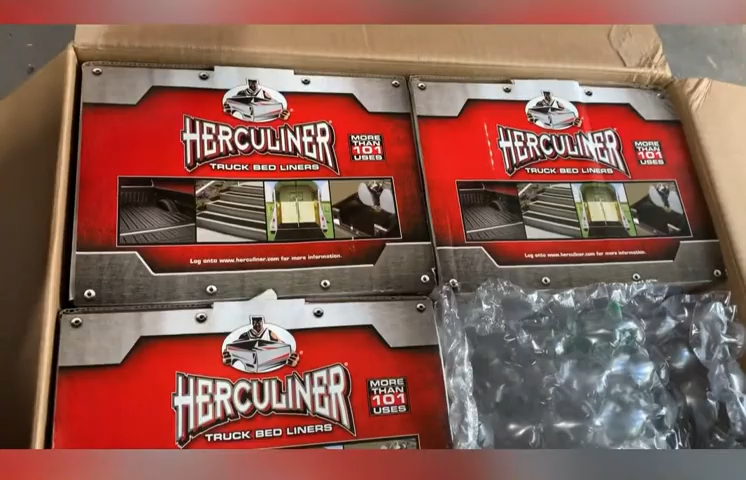 HERCULINER
TRUCK BED LINERS
MORE
THAN
101
USES
Log onto www.herculiner.com for more information.
HERCULINER
TRUCK BED LINERS
MORE
THAN
101
USES
Log onto www.herculiner.com for more information.
HERCULINER
TRUCK BED LINERS
MORE
THAN
101
USES